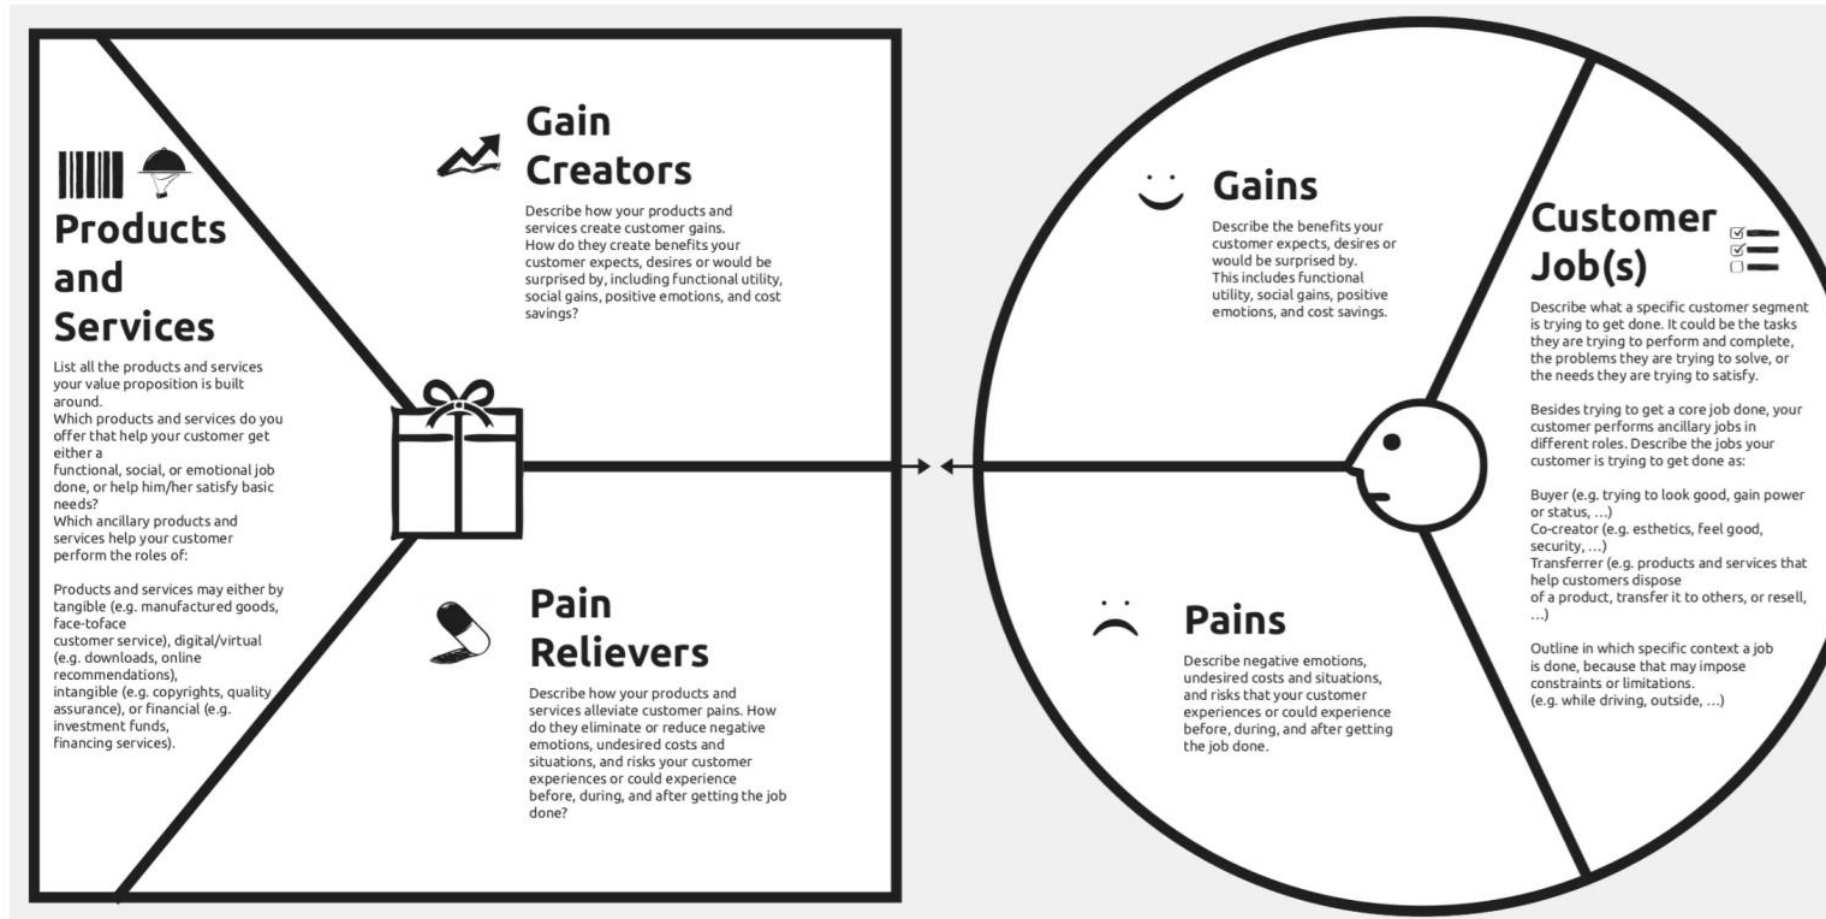 Products
and
Services
List all the products and services
your value proposition is built
around.
Which products and services do you
offer that help your customer get
either a
functional, social, or emotional job
done, or help him/her satisfy basic
needs?
Which ancillary products and
services help your customer
perform the roles of:
Products and services may either by
tangible (e.g. manufactured goods,
face-toface
customer service), digital/virtual
(e.g. downloads, online
recommendations),
intangible (e.g. copyrights, quality
assurance), or financial (e.g.
investment funds,
financing services).
Gain
Creators
Describe how your products and
services create customer gains.
How do they create benefits your
customer expects, desires or would be
surprised by, including functional utility,
social gains, positive emotions, and cost
savings?
Pain
Relievers
Describe how your products and
services alleviate customer pains. How
do they eliminate or reduce negative
emotions, undesired costs and
situations, and risks your customer
experiences or could experience
before, during, and after getting the job
done?
Gains
Describe the benefits your
customer expects, desires or
would be surprised by.
This includes functional
utility, social gains, positive
emotions, and cost savings.
Pains
Describe negative emotions,
undesired costs and situations,
and risks that your customer
experiences or could experience
before, during, and after getting
the job done.
Customer
Job(s)
Describe what a specific customer segment
is trying to get done. It could be the tasks
they are trying to perform and complete,
the problems they are trying to solve, or
the needs they are trying to satisfy.
Besides trying to get a core job done, your
customer performs ancillary jobs in
different roles. Describe the jobs your
customer is trying to get done as:
Buyer (e.g. trying to look good, gain power
or status, ...)
Co-creator (e.g. esthetics, feel good,
security, ...)
Transferrer (e.g. products and services that
help customers dispose
of a product, transfer it to others, or resell,
...)
Outline in which specific context a job
is done, because that may impose
constraints or limitations.
(e.g. while driving, outside, ...)